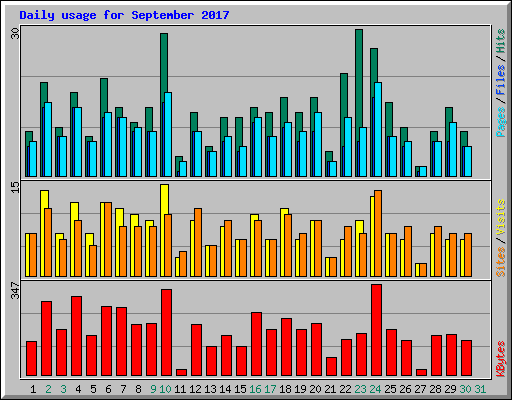 Daily usage for September 2017
30
Pages / Files / Hits
15
Sites / Visits
347
KBytes
1 2 3 4 5 6 7 8 9 10 11 12 13 14 15 16 17 18 19 20 21 22 23 24 25 26 27 28 29 30 31